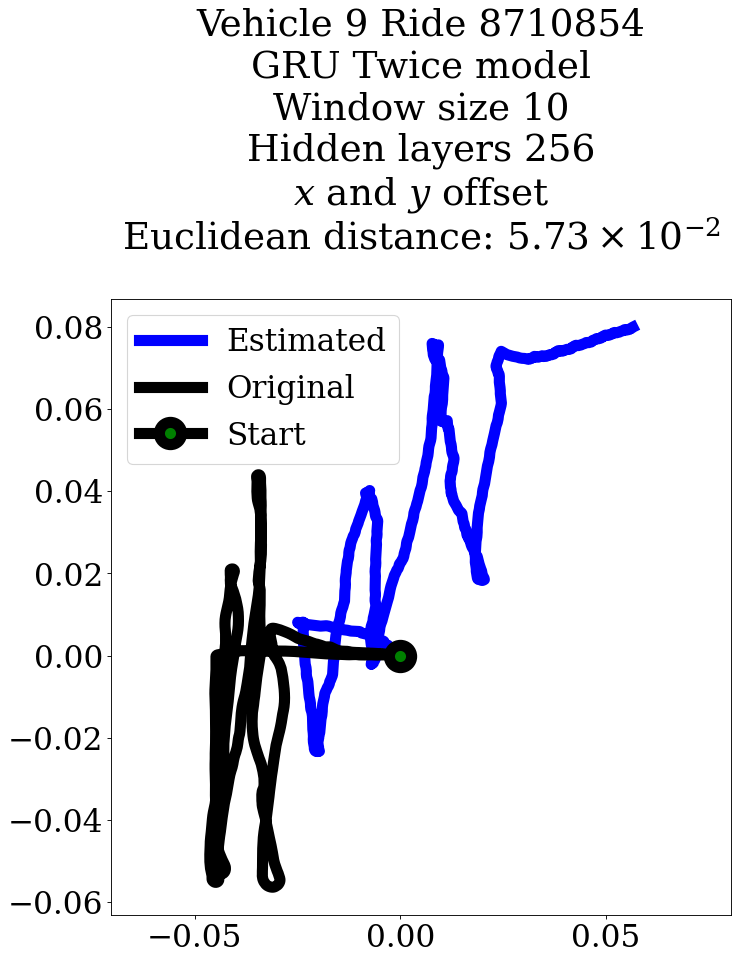 Vehicle 9 Ride 8710854
GRU Twice model
Window size 10
Hidden layers 256
x and y offset
Euclidean distance: 5.73 × 10⁻²
Estimated
Original
Start
0.08
0.06
0.04
0.02
0.00
−0.02
−0.04
−0.06
−0.05 0.00 0.05